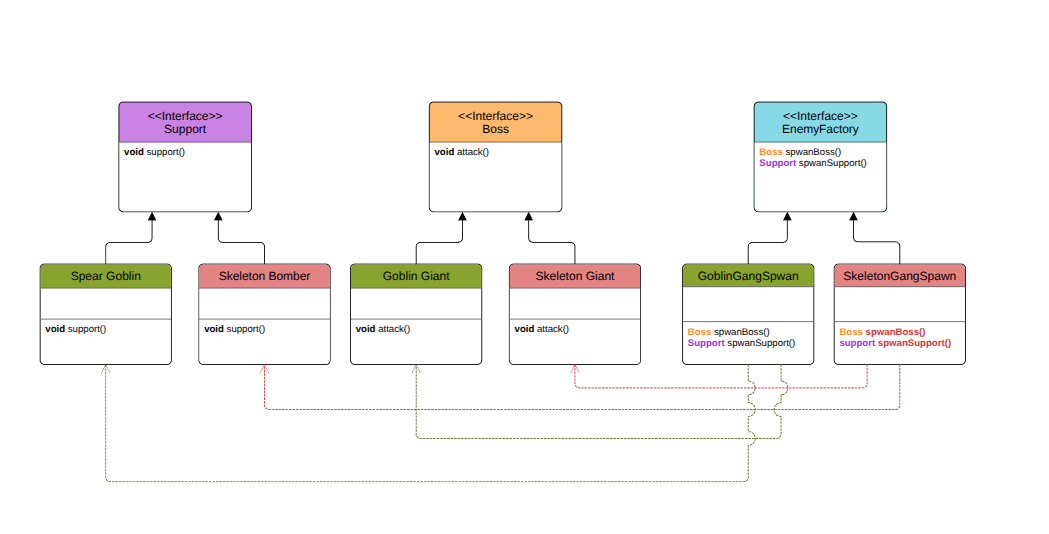 <<Interface>>
Support
void support()
<<Interface>>
Boss
void attack()
<<Interface>>
EnemyFactory
Boss spwanBoss()
Support spwanSupport()
Spear Goblin
void support()
Skeleton Bomber
void support()
Goblin Giant
void attack()
Skeleton Giant
void attack()
GoblinGangSpwan
Boss spwanBoss()
Support spwanSupport()
SkeletonGangSpawn
Boss spwanBoss()
support spwanSupport()